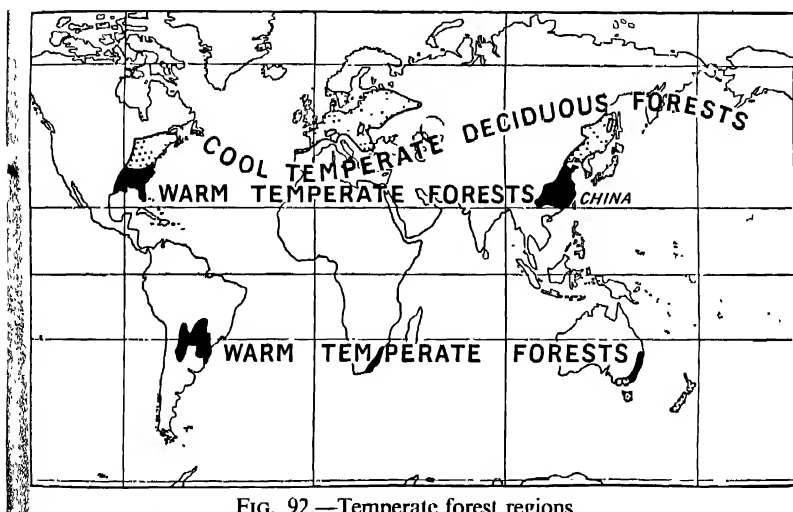 COOL TEMPERATE DECIDUOUS FORESTS
WARM TEMPERATE FORESTS
CHINA
WARM TEMPERATE FORESTS
FIG. 92.—Temperate forest regions